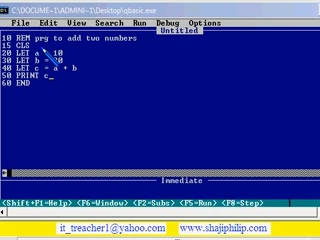 C:\DOCUME~1\ADMINI~1\Desktop\qbasic.exe
File Edit View Search Run Debug Options
Untitled
10 REM prg to add two numbers
15 CLS
20 LET a = 10
30 LET b = 20
40 LET c = a + b
50 PRINT c_
60 END
Immediate
<Shift+F1=Help> <F6=Window> <F2=Subs> <F5=Run> <F8=Step>
it_treacher1@yahoo.com www.shajiphilip.com